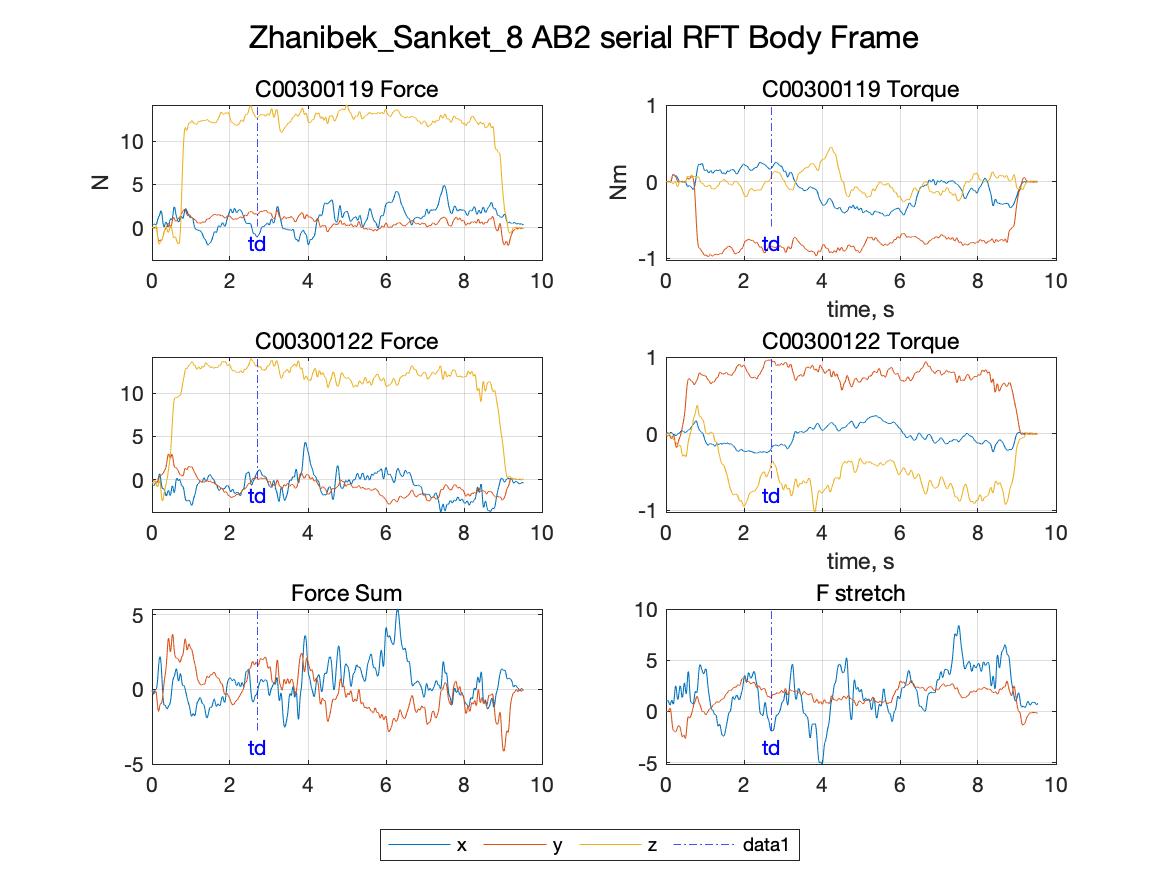 Zhanibek_Sanket_8 AB2 serial RFT Body Frame
C00300119 Force
N
10
5
0
td
0 2 4 6 8 10
C00300119 Torque
Nm
1
0
-1
td
0 2 4 6 8 10
time, s
C00300122 Force
10
5
0
td
0 2 4 6 8 10
C00300122 Torque
1
0
-1
td
0 2 4 6 8 10
time, s
Force Sum
5
0
-5
td
0 2 4 6 8 10
F stretch
10
5
0
-5
td
0 2 4 6 8 10
x y z data1